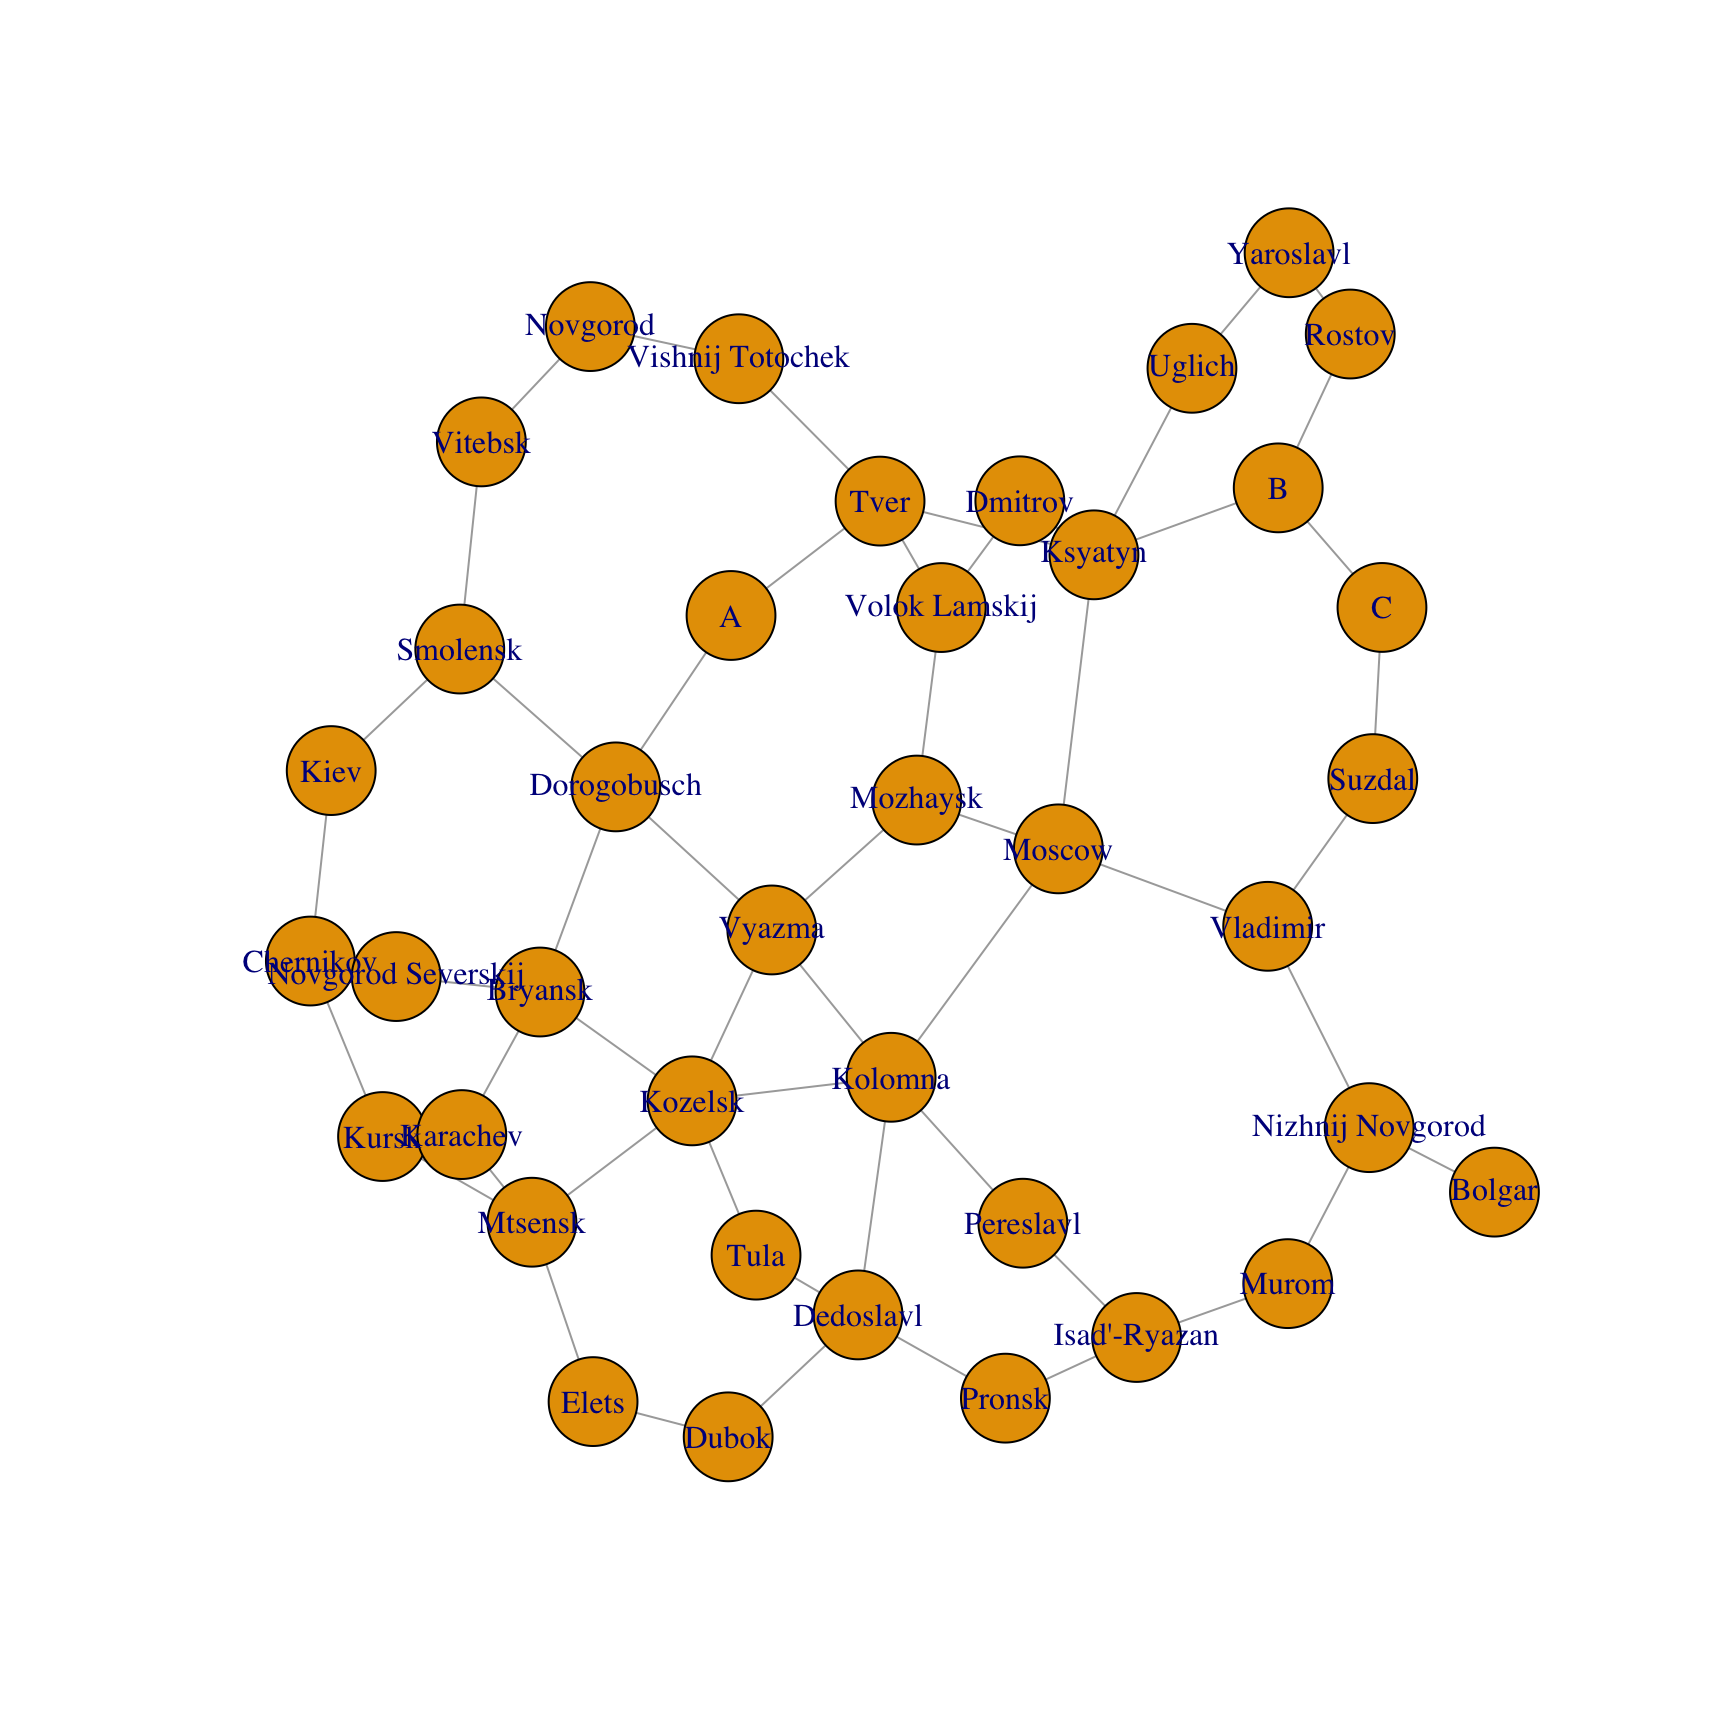 Yaroslavl
Novgorod
Rostov
Vishnij Totochek
Uglich
Vitebsk
B
Tver
Dmitrov
Ksyatyn
Volok Lamskij
C
A
Smolensk
Kiev
Suzdal
Dorogobusch
Mozhaysk
Moscow
Vyazma
Vladimir
Chernikov
Novgorod Severskij
Bryansk
Kolomna
Kozelsk
Nizhnij Novgorod
Kursk
Karachev
Bolgar
Mtsensk
Pereslavl
Tula
Murom
Dedoslavl
Isad'-Ryazan
Pronsk
Elets
Dubok